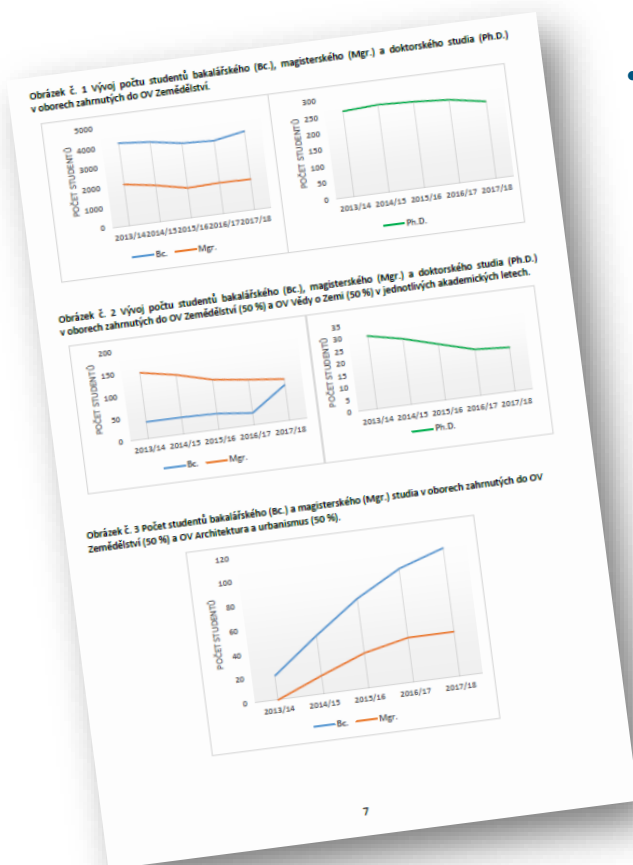 Obrázek č. 1 Vývoj počtu studentů bakalářského (Bc.), magisterského (Mgr.) a doktorského studia (Ph.D.)
v oborech zahrnutých do OV Zemědělství.
5000
4000
3000
2000
1000
0
POČET STUDENTŮ
2013/14 2014/15 2015/16 2016/17 2017/18
Bc. Mgr.
300
250
200
150
100
50
0
POČET STUDENTŮ
2013/14 2014/15 2015/16 2016/17 2017/18
Ph.D.
Obrázek č. 2 Vývoj počtu studentů bakalářského (Bc.), magisterského (Mgr.) a doktorského studia (Ph.D.)
v oborech zahrnutých do OV Zemědělství (50 %) a OV Vědy o Zemi (50 %) v jednotlivých akademických letech.
200
150
100
50
0
POČET STUDENTŮ
2013/14 2014/15 2015/16 2016/17 2017/18
Bc. Mgr.
35
30
25
20
15
10
5
0
POČET STUDENTŮ
2013/14 2014/15 2015/16 2016/17 2017/18
Ph.D.
Obrázek č. 3 Počet studentů bakalářského (Bc.) a magisterského (Mgr.) studia v oborech zahrnutých do OV
Zemědělství (50 %) a OV Architektura a urbanismus (50 %).
120
100
80
60
40
20
0
POČET STUDENTŮ
2013/14 2014/15 2015/16 2016/17 2017/18
Bc. Mgr.
7